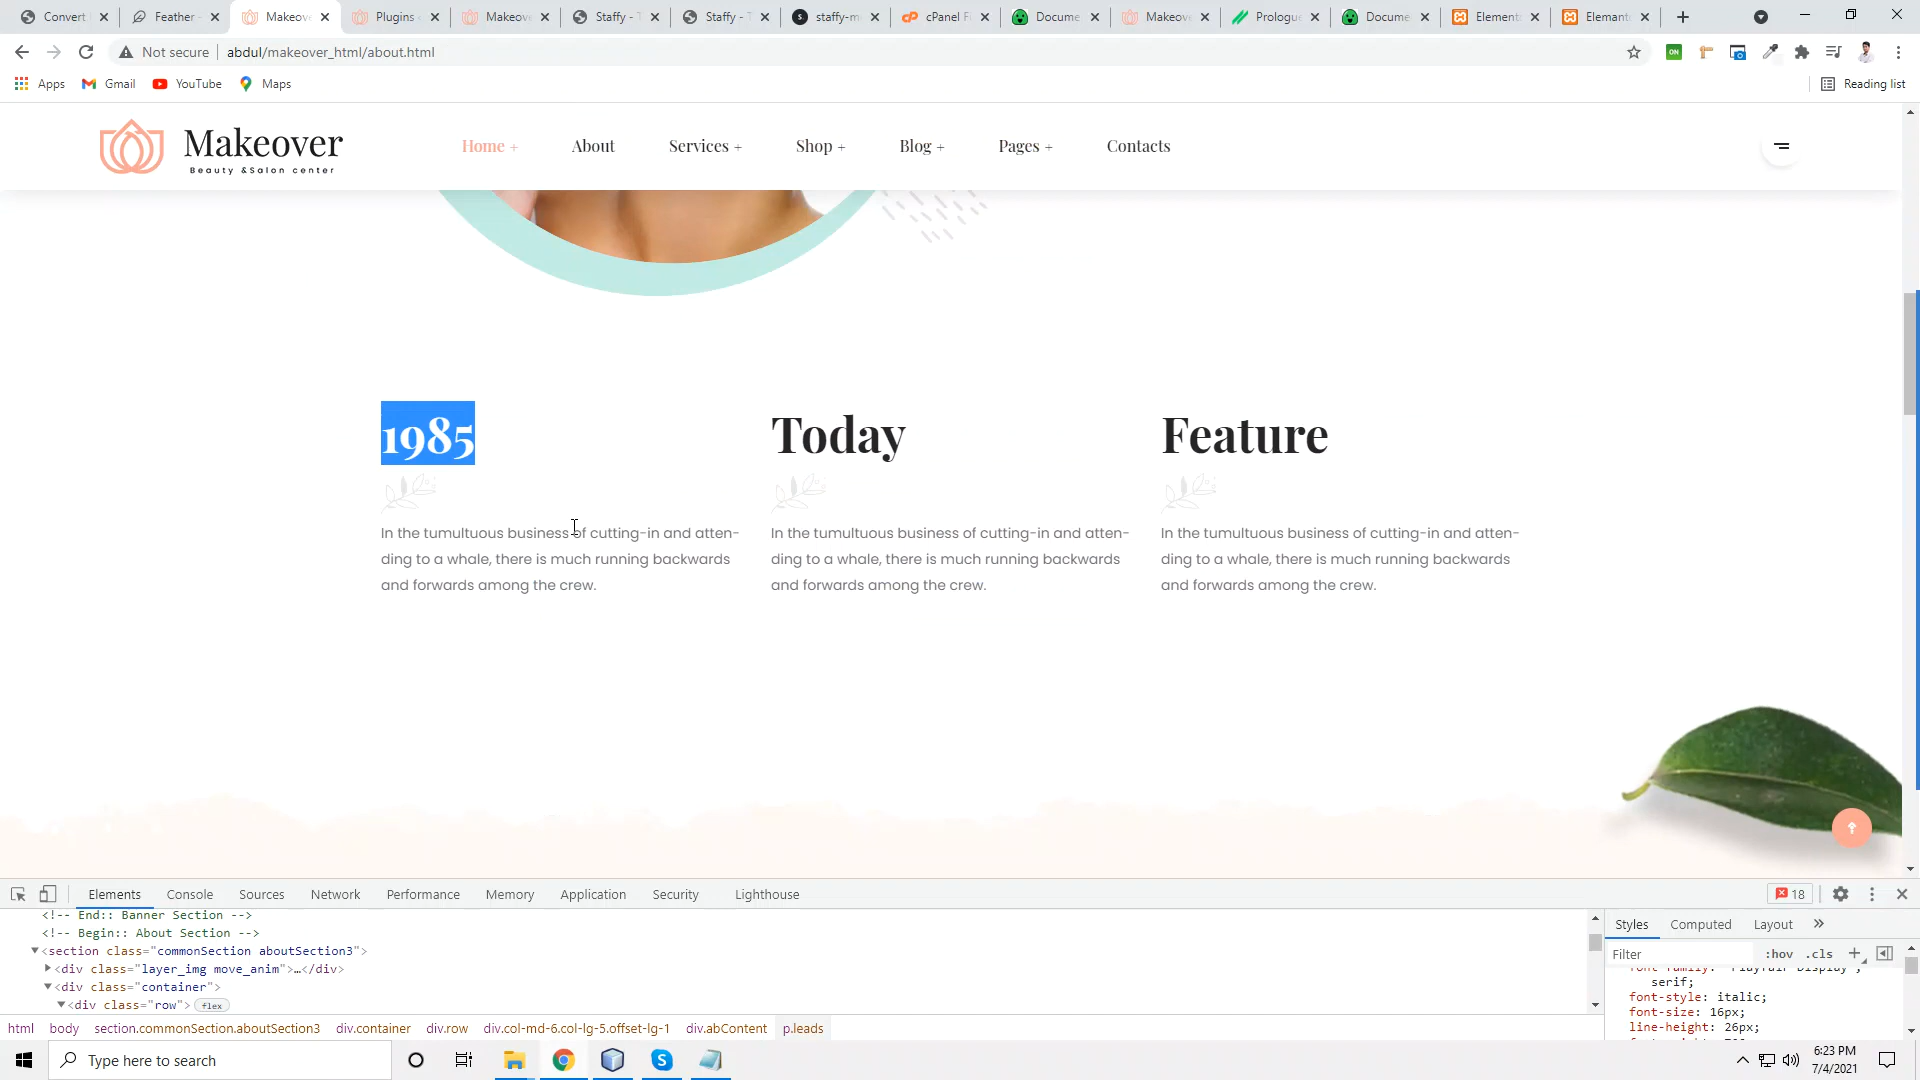 Convert
Feather -
Makeove
Plugins
Makeove
Staffy - T
Staffy - T
staffy-m
cPanel F
Docume
Makeove
Prologue
Docume
Element
Elemant
Not secure
abdul/makeover_html/about.html
ON
Apps
Gmail
YouTube
Maps
Reading list
Makeover
Beauty &Salon center
Home +
About
Services +
Shop +
Blog +
Pages +
Contacts
1985
Today
Feature
In the tumultuous business of cutting-in and atten-
ding to a whale, there is much running backwards
and forwards among the crew.
In the tumultuous business of cutting-in and atten-
ding to a whale, there is much running backwards
and forwards among the crew.
In the tumultuous business of cutting-in and atten-
ding to a whale, there is much running backwards
and forwards among the crew.
Elements
Console
Sources
Network
Performance
Memory
Application
Security
Lighthouse
18
<!-- End:: Banner Section -->
<!-- Begin:: About Section -->
<section class="commonSection aboutSection3">
<div class="layer_img move_anim">…</div>
<div class="container">
<div class="row"> flex
html
body
section.commonSection.aboutSection3
div.container
div.row
div.col-md-6.col-lg-5.offset-lg-1
div.abContent
p.leads
Styles
Computed
Layout
Filter
:hov
.cls
serif;
font-style: italic;
font-size: 16px;
line-height: 26px;
Type here to search
6:23 PM
7/4/2021